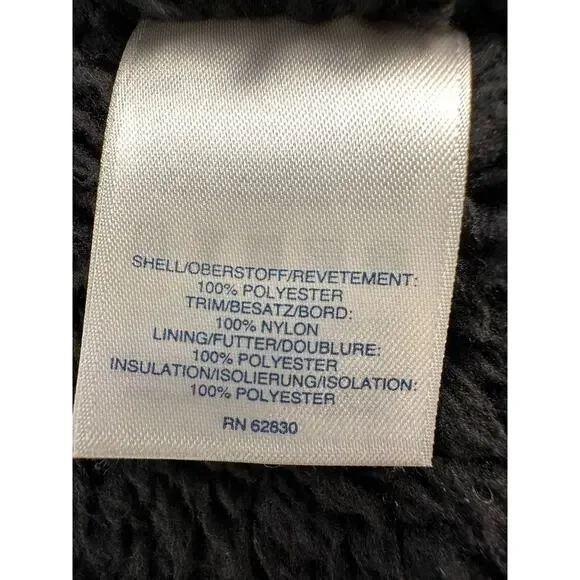 SHELL/OBERSTOFF/REVETEMENT:
100% POLYESTER
TRIM/BESATZ/BORD:
100% NYLON
LINING/FUTTER/DOUBLURE:
100% POLYESTER
INSULATION/ISOLIERUNG/ISOLATION:
100% POLYESTER
RN 62830